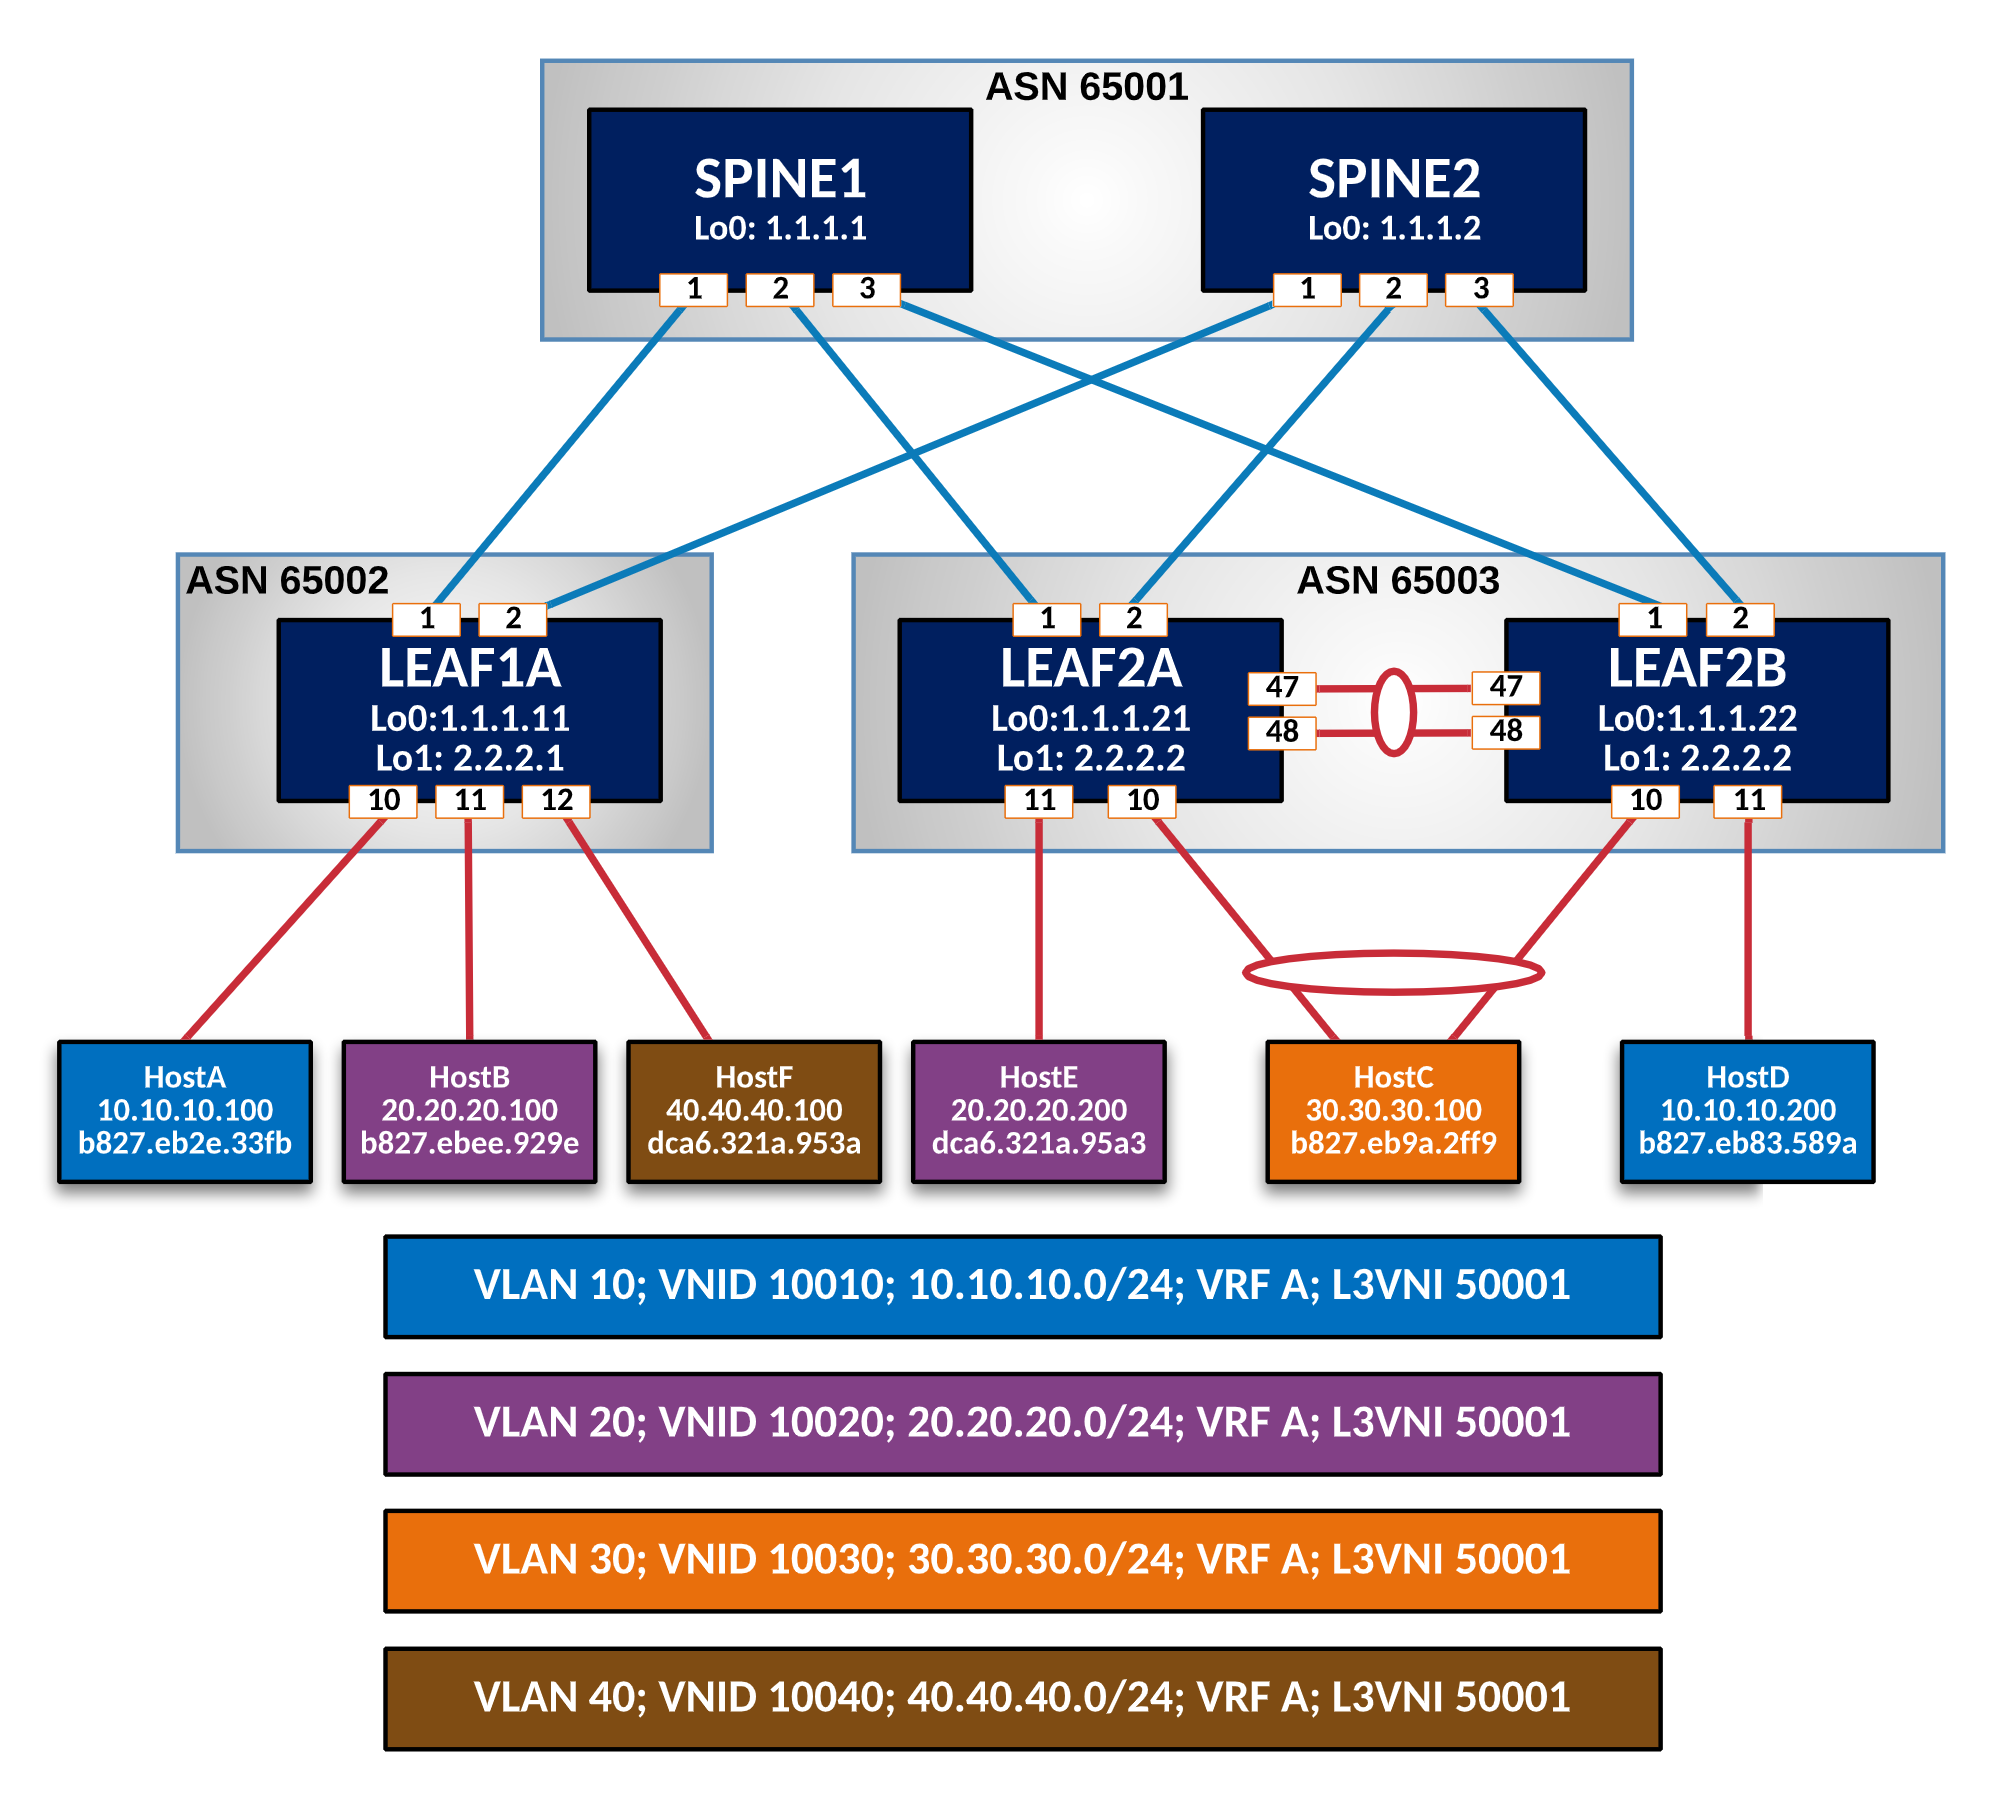 ASN 65001
SPINE1
Lo0: 1.1.1.1
1 2 3
SPINE2
Lo0: 1.1.1.2
1 2 3
ASN 65002
1 2
LEAF1A
Lo0:1.1.1.11
Lo1: 2.2.2.1
10 11 12
ASN 65003
1 2
LEAF2A
Lo0:1.1.1.21
Lo1: 2.2.2.2
47
48
11 10
1 2
LEAF2B
Lo0:1.1.1.22
Lo1: 2.2.2.2
47
48
10 11
HostA
10.10.10.100
b827.eb2e.33fb
HostB
20.20.20.100
b827.ebee.929e
HostF
40.40.40.100
dca6.321a.953a
HostE
20.20.20.200
dca6.321a.95a3
HostC
30.30.30.100
b827.eb9a.2ff9
HostD
10.10.10.200
b827.eb83.589a
VLAN 10; VNID 10010; 10.10.10.0/24; VRF A; L3VNI 50001
VLAN 20; VNID 10020; 20.20.20.0/24; VRF A; L3VNI 50001
VLAN 30; VNID 10030; 30.30.30.0/24; VRF A; L3VNI 50001
VLAN 40; VNID 10040; 40.40.40.0/24; VRF A; L3VNI 50001